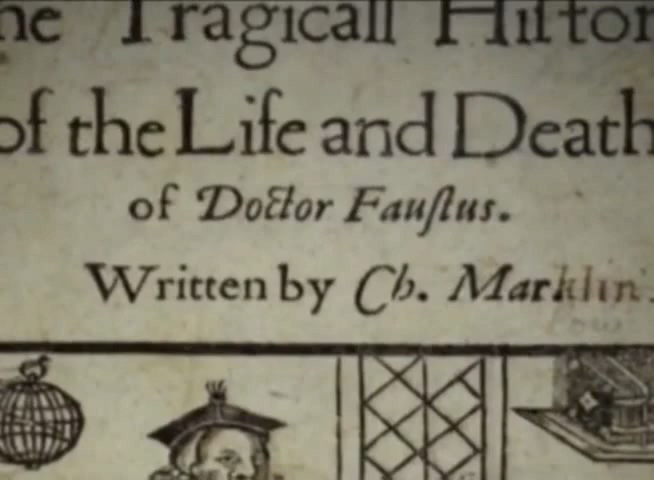 he Tragicall Histor
of the Life and Death
of Doctor Faustus.
Written by Ch. Marklin.